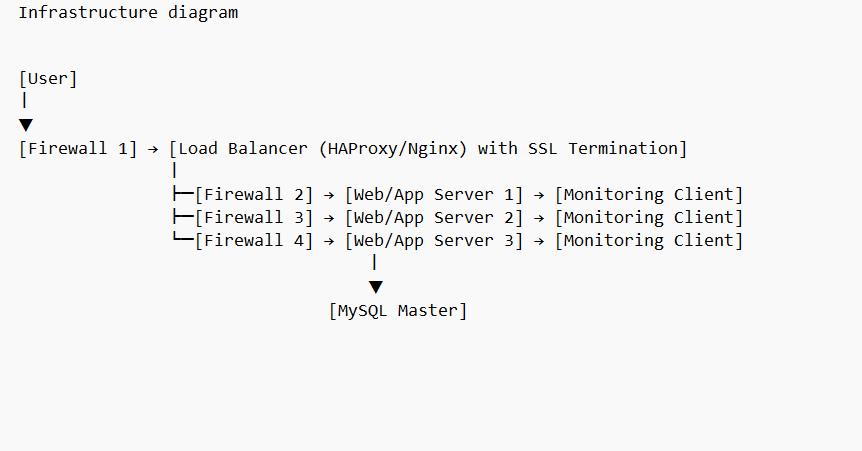 Infrastructure diagram
[User]
|
▼
[Firewall 1] → [Load Balancer (HAProxy/Nginx) with SSL Termination]
|
├─[Firewall 2] → [Web/App Server 1] → [Monitoring Client]
├─[Firewall 3] → [Web/App Server 2] → [Monitoring Client]
└─[Firewall 4] → [Web/App Server 3] → [Monitoring Client]
|
▼
[MySQL Master]